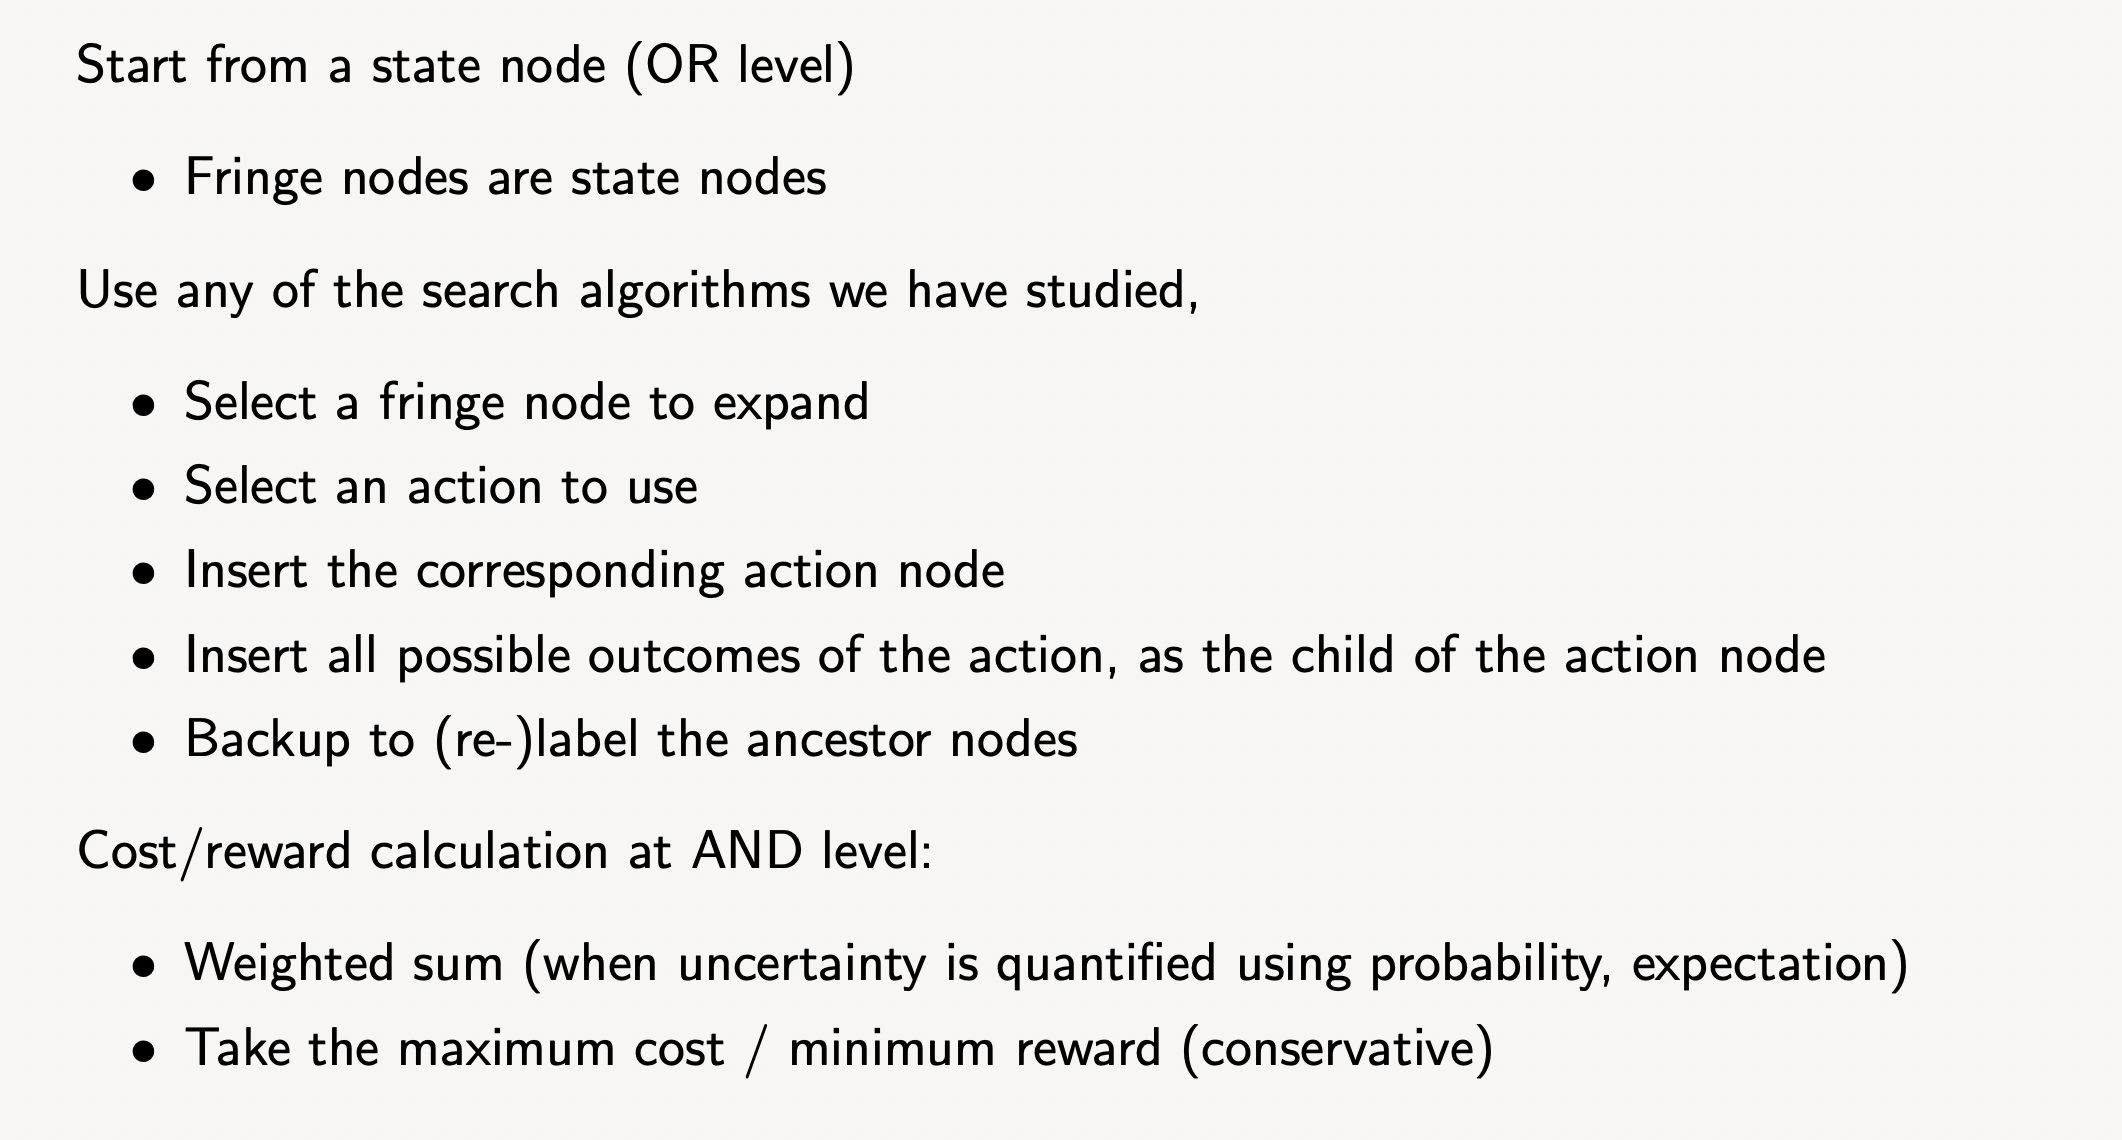 Start from a state node (OR level)
• Fringe nodes are state nodes
Use any of the search algorithms we have studied,
• Select a fringe node to expand
• Select an action to use
• Insert the corresponding action node
• Insert all possible outcomes of the action, as the child of the action node
• Backup to (re-)label the ancestor nodes
Cost/reward calculation at AND level:
• Weighted sum (when uncertainty is quantified using probability, expectation)
• Take the maximum cost / minimum reward (conservative)